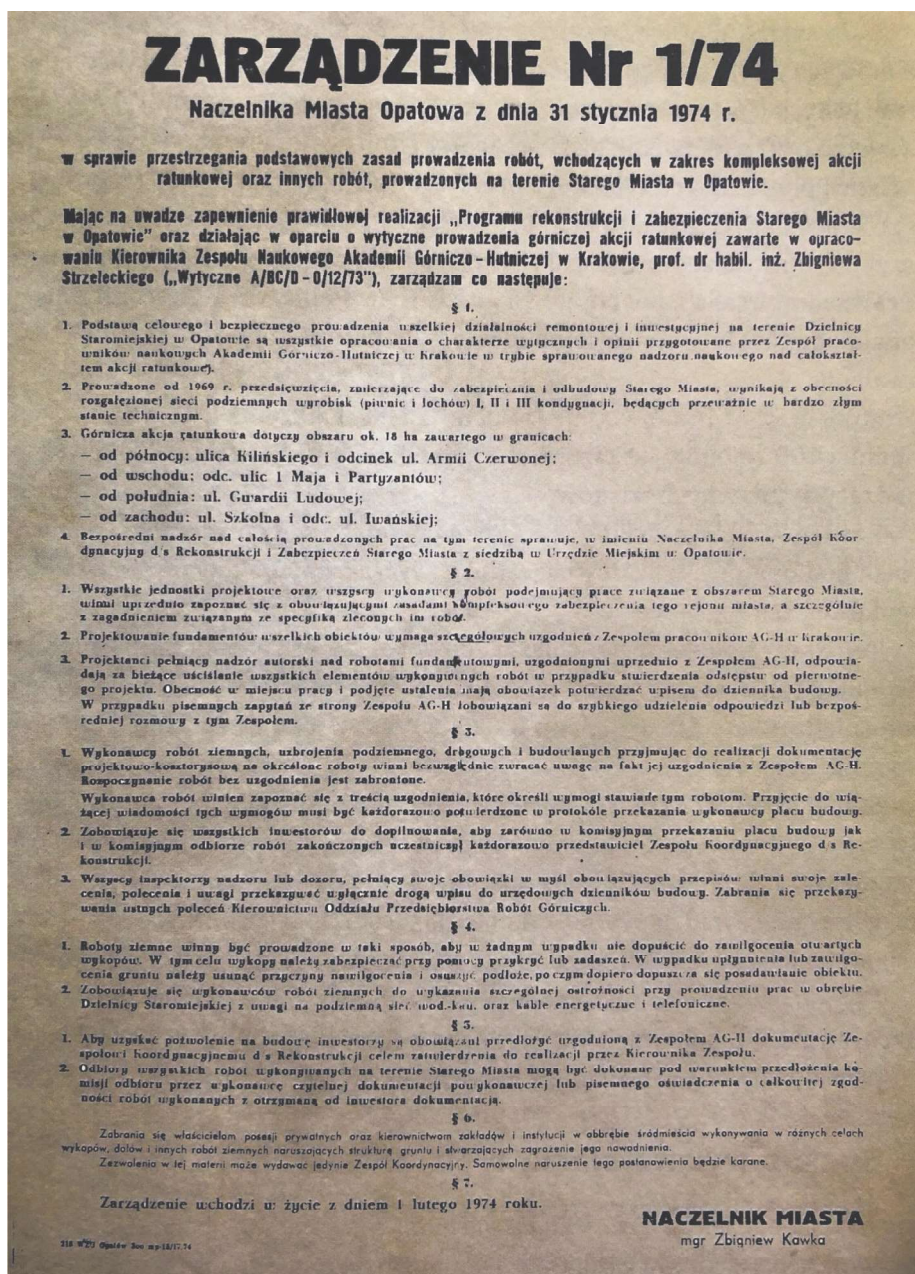 ZARZĄDZENIE Nr 1/74
Naczelnika Miasta Opatowa z dnia 31 stycznia 1974 r.
w sprawie przestrzegania podstawowych zasad prowadzenia robót, wchodzących w zakres kompleksowej akcji
ratunkowej oraz innych robót, prowadzonych na terenie Starego Miasta w Opatowie.
Mając na uwadze zapewnienie prawidłowej realizacji „Programu rekonstrukcji i zabezpieczenia Starego Miasta
w Opatowie” oraz działając w oparciu o wytyczne prowadzenia górniczej akcji ratunkowej zawarte w opraco-
waniu Kierownika Zespołu Naukowego Akademii Górniczo-Hutniczej w Krakowie, prof. dr habil. inż. Zbigniewa
Strzeleckiego („Wytyczne A/BC/D-0/12/73”), zarządzam co następuje:
§ 1.
1. Podstawą celowego i bezpiecznego prowadzenia wszelkiej działalności remontowej i inwestycyjnej na terenie Dzielnicy
Staromiejskiej w Opatowie są wszystkie opracowania o charakterze wytycznych i opinii przygotowane przez Zespół praco-
wników naukowych Akademii Górniczo-Hutniczej w Krakowie w trybie sprawowanego nadzoru naukowego nad całokształ-
tem akcji ratunkowej.
2. Prowadzone od 1969 r. przedsięwzięcia, zmierzające do zabezpieczenia i odbudowy Starego Miasta, wynikają z obecności
rozgałęzionej sieci podziemnych wyrobisk (piwnic i lochów) I, II i III kondygnacji, będących przeważnie w bardzo złym
stanie technicznym.
3. Górnicza akcja ratunkowa dotyczy obszaru ok. 18 ha zawartego w granicach:
— od północy: ulica Kilińskiego i odcinek ul. Armii Czerwonej;
— od wschodu: odc. ulic 1 Maja i Partyzantów;
— od południa: ul. Gwardii Ludowej;
— od zachodu: ul. Szkolna i odc. ul. Iwańskiej;
4. Bezpośredni nadzór nad całością prowadzonych prac na tym terenie sprawuje, w imieniu Naczelnika Miasta, Zespół Koor
dynacyjny d s Rekonstrukcji i Zabezpieczeń Starego Miasta z siedzibą w Urzędzie Miejskim w Opatowie.
§ 2.
1. Wszystkie jednostki projektowe oraz wszyscy wykonawcy robót podejmujący prace związane z obszarem Starego Miasta,
winni uprzednio zapoznać się z obowiązującymi zasadami kompleksowego zabezpieczenia tego rejonu miasta, a szczególnie
z zagadnieniem związanym ze specyfiką zleconych im robót.
2. Projektowanie fundamentów wszelkich obiektów wymaga szczegółowych uzgodnień z Zespołem pracowników AG-H w Krakowie.
3. Projektanci pełniący nadzór autorski nad robotami fundamentowymi, uzgodnionymi uprzednio z Zespołem AG-H, odpowia-
dają za bieżące uściślanie wszystkich elementów wykonywanych robót w przypadku stwierdzenia odstępstw od pierwotne-
go projektu. Obecność w miejscu pracy i podjęte ustalenia mają obowiązek potwierdzać wpisem do dziennika budowy.
W przypadku pisemnych zapytań ze strony Zespołu AG-H zobowiązani są do szybkiego udzielenia odpowiedzi lub bezpoś-
redniej rozmowy z tym Zespołem.
§ 3.
1. Wykonawcy robót ziemnych, uzbrojenia podziemnego, drogowych i budowlanych przyjmując do realizacji dokumentację
projektowo-kosztorysową na określone roboty winni bezwzględnie zwracać uwagę na fakt jej uzgodnienia z Zespołem AG-H.
Rozpoczynanie robót bez uzgodnienia jest zabronione.
Wykonawca robót winien zapoznać się z treścią uzgodnienia, które określi wymogi stawiane tym robotom. Przyjęcie do wią-
żącej wiadomości tych wymogów musi być każdorazowo potwierdzone w protokóle przekazania wykonawcy placu budowy.
2. Zobowiązuje się wszystkich inwestorów do dopilnowania, aby zarówno w komisyjnym przekazaniu placu budowy jak
i w komisyjnym odbiorze robót zakończonych uczestniczył każdorazowo przedstawiciel Zespołu Koordynacyjnego d s Re-
konstrukcji.
3. Wszyscy inspektorzy nadzoru lub dozoru, pełniący swoje obowiązki w myśl obowiązujących przepisów winni swoje zale-
cenia, polecenia i uwagi przekazywać wyłącznie drogą wpisu do urzędowych dzienników budowy. Zabrania się przekazy-
wania ustnych poleceń Kierownictwu Oddziału Przedsiębiorstwa Robót Górniczych.
§ 4.
1. Roboty ziemne winny być prowadzone w taki sposób, aby w żadnym wypadku nie dopuścić do zawilgocenia otwartych
wykopów. W tym celu wykopy należy zabezpieczać przy pomocy przykryć lub zadaszeń. W wypadku upłynnienia lub zawilgo-
cenia gruntu należy usunąć przyczyny nawilgocenia i osuszyć podłoże, po czym dopiero dopuszcza się posadawianie obiektu.
2. Zobowiązuje się wykonawców robót ziemnych do wykazania szczególnej ostrożności przy prowadzeniu prac w obrębie
Dzielnicy Staromiejskiej z uwagi na podziemną sieć wod.-kan. oraz kable energetyczne i telefoniczne.
§ 5.
1. Aby uzyskać pozwolenie na budowę inwestorzy są obowiązani przedłożyć uzgodnioną z Zespołem AG-H dokumentację Ze-
społowi Koordynacyjnemu d s Rekonstrukcji celem zatwierdzenia do realizacji przez Kierownika Zespołu.
2. Odbiory wszystkich robót wykonywanych na terenie Starego Miasta mogą być dokonane pod warunkiem przedłożenia ko-
misji odbioru przez wykonawcę czytelnej dokumentacji powykonawczej lub pisemnego oświadczenia o całkowitej zgod-
ności robót wykonanych z otrzymaną od inwestora dokumentacją.
§ 6.
Zabrania się właścicielom posesji prywatnych oraz kierownictwom zakładów i instytucji w obbrębie śródmieścia wykonywania w różnych celach
wykopów, dołów i innych robót ziemnych naruszających strukturę gruntu i stwarzających zagrożenie jego nawodnienia.
Zezwolenia w tej materii może wydawać jedynie Zespół Koordynacyjny. Samowolne naruszenie tego postanowienia będzie karane.
§ 7.
Zarządzenie wchodzi w życie z dniem 1 lutego 1974 roku.
NACZELNIK MIASTA
mgr Zbigniew Kawka
WZU Opatów